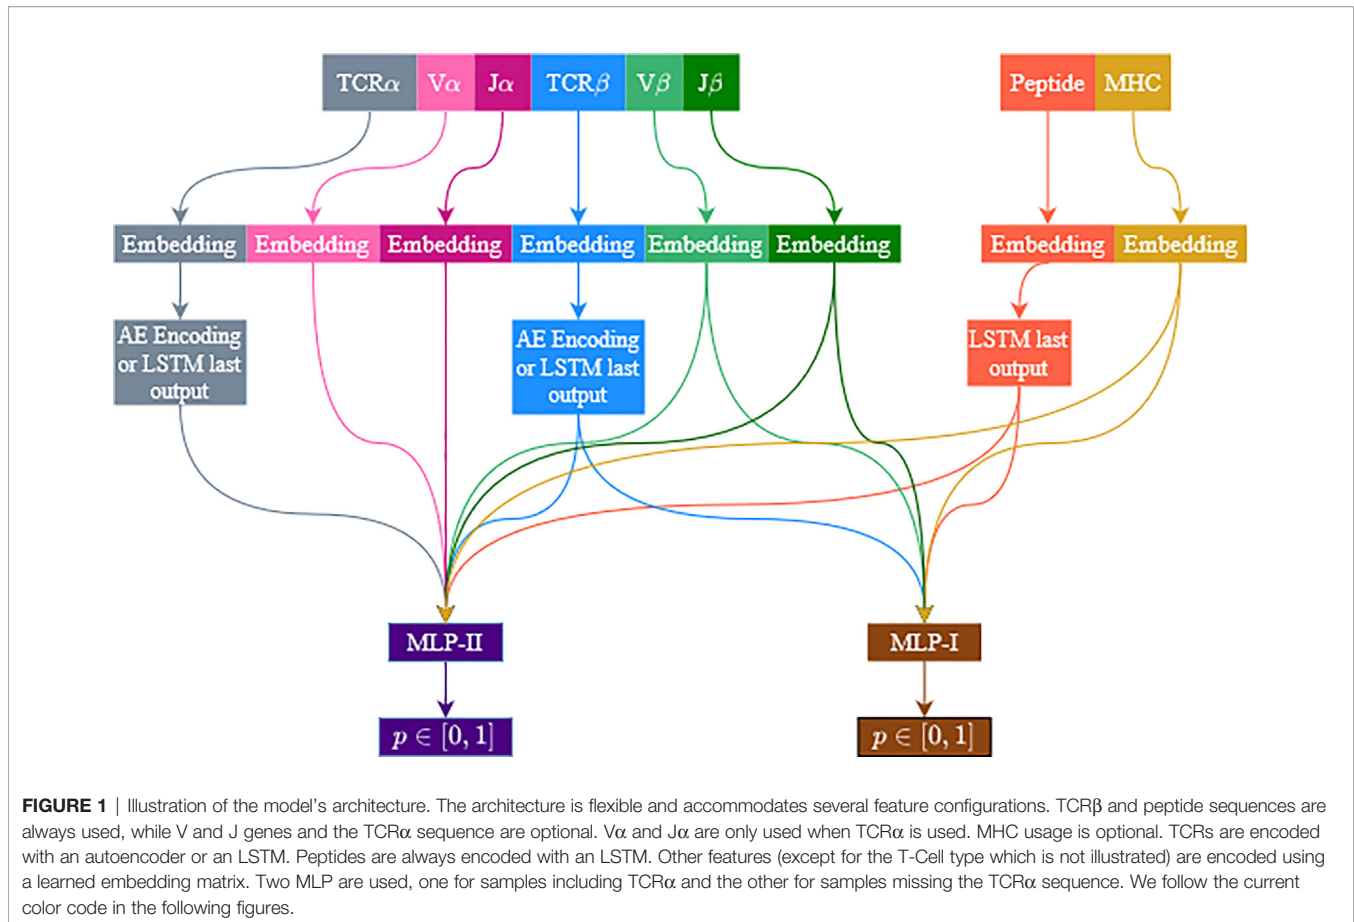 TCRα Vα Jα TCRβ Vβ Jβ Peptide MHC
Embedding Embedding Embedding Embedding Embedding Embedding Embedding Embedding
AE Encoding
or LSTM last
output
AE Encoding
or LSTM last
output
LSTM last
output
MLP-II MLP-I
p ∈ [0, 1] p ∈ [0, 1]
FIGURE 1 | Illustration of the model's architecture. The architecture is flexible and accommodates several feature configurations. TCRβ and peptide sequences are
always used, while V and J genes and the TCRα sequence are optional. Vα and Jα are only used when TCRα is used. MHC usage is optional. TCRs are encoded
with an autoencoder or an LSTM. Peptides are always encoded with an LSTM. Other features (except for the T-Cell type which is not illustrated) are encoded using
a learned embedding matrix. Two MLP are used, one for samples including TCRα and the other for samples missing the TCRα sequence. We follow the current
color code in the following figures.